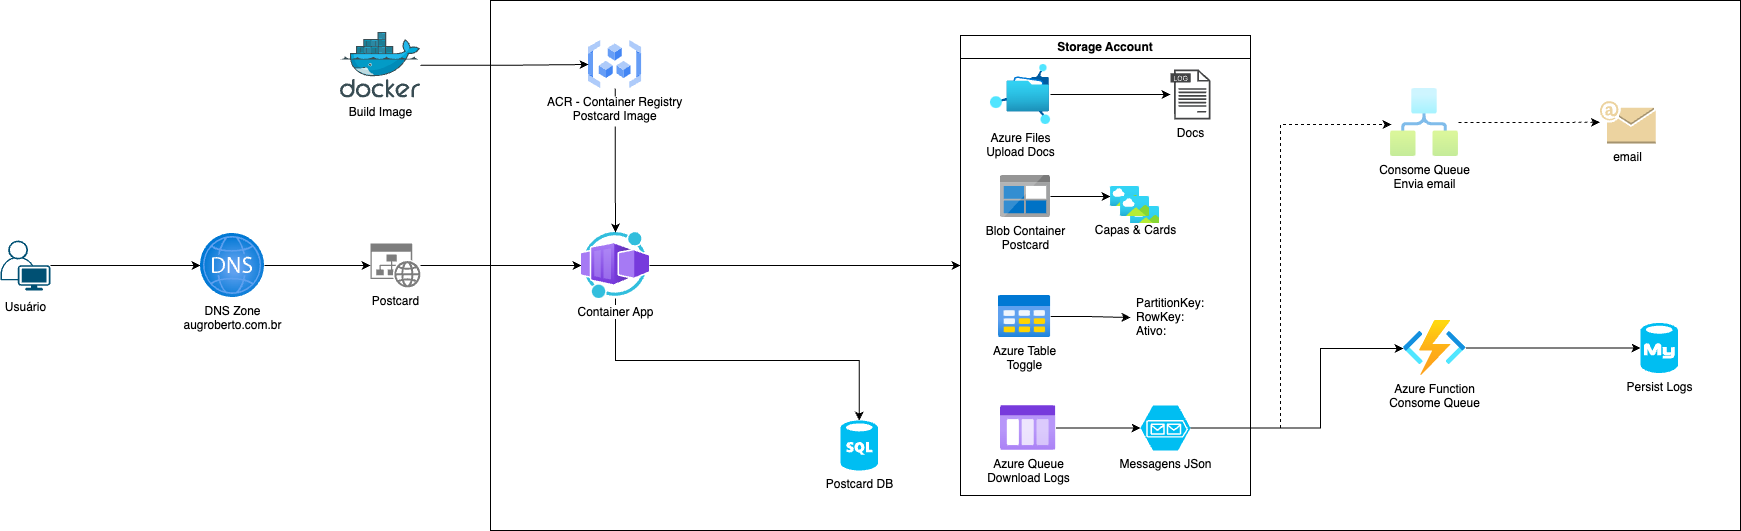 docker
Build Image
ACR - Container Registry
Postcard Image
Storage Account
LOG
Azure Files
Upload Docs
Docs
Blob Container
Postcard
Capas & Cards
@
Consome Queue
Envia email
email
Usuário
DNS
DNS Zone
augroberto.com.br
Postcard
Container App
Azure Table
Toggle
PartitionKey:
RowKey:
Ativo:
Azure Function
Consome Queue
My
Persist Logs
SQL
Postcard DB
Azure Queue
Download Logs
Messagens JSon